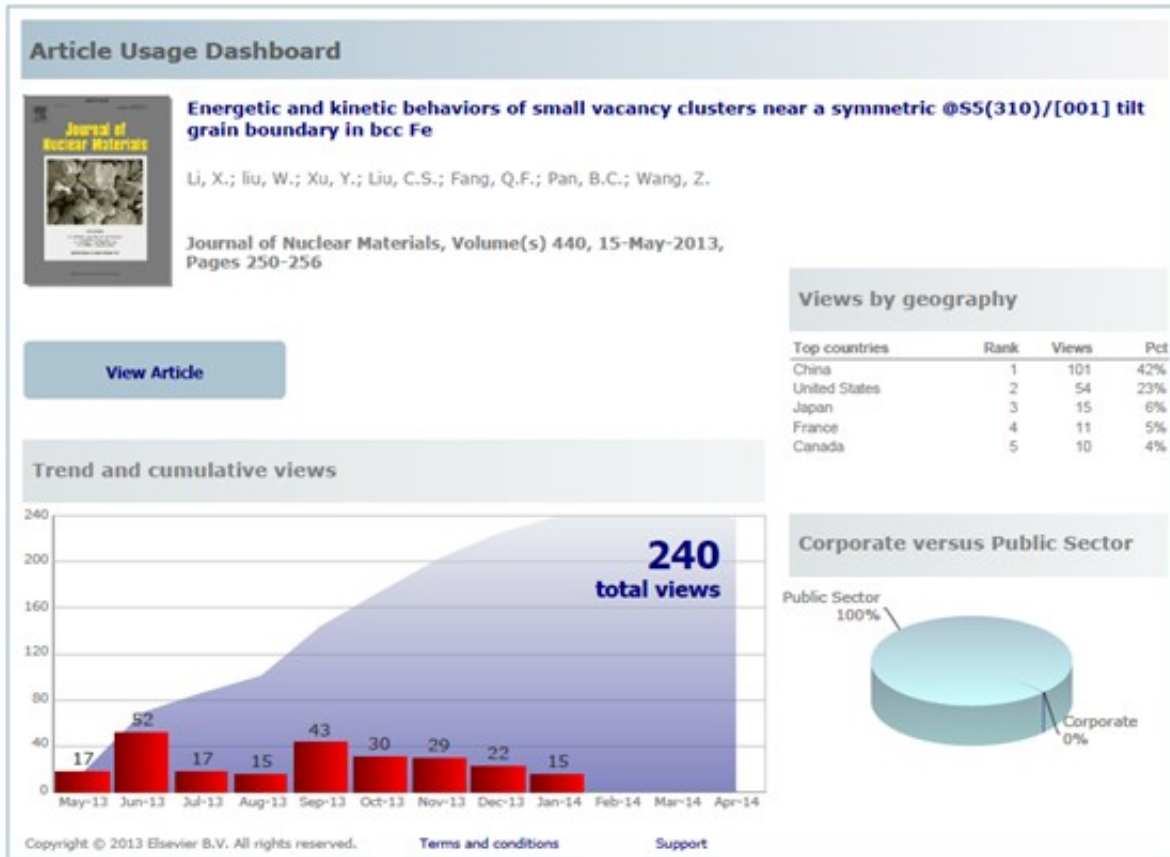 Article Usage Dashboard
Journal of
Nuclear Materials
Energetic and kinetic behaviors of small vacancy clusters near a symmetric @S5(310)/[001] tilt
grain boundary in bcc Fe
Li, X.; liu, W.; Xu, Y.; Liu, C.S.; Fang, Q.F.; Pan, B.C.; Wang, Z.
Journal of Nuclear Materials, Volume(s) 440, 15-May-2013,
Pages 250-256
View Article
Views by geography
Top countries Rank Views Pct
China 1 101 42%
United States 2 54 23%
Japan 3 15 6%
France 4 11 5%
Canada 5 10 4%
Trend and cumulative views
240
200
160
120
80
40
0
240
total views
17 52 17 15 43 30 29 22 15
May-13 Jun-13 Jul-13 Aug-13 Sep-13 Oct-13 Nov-13 Dec-13 Jan-14 Feb-14 Mar-14 Apr-14
Corporate versus Public Sector
Public Sector
100%
Corporate
0%
Copyright © 2013 Elsevier B.V. All rights reserved. Terms and conditions Support